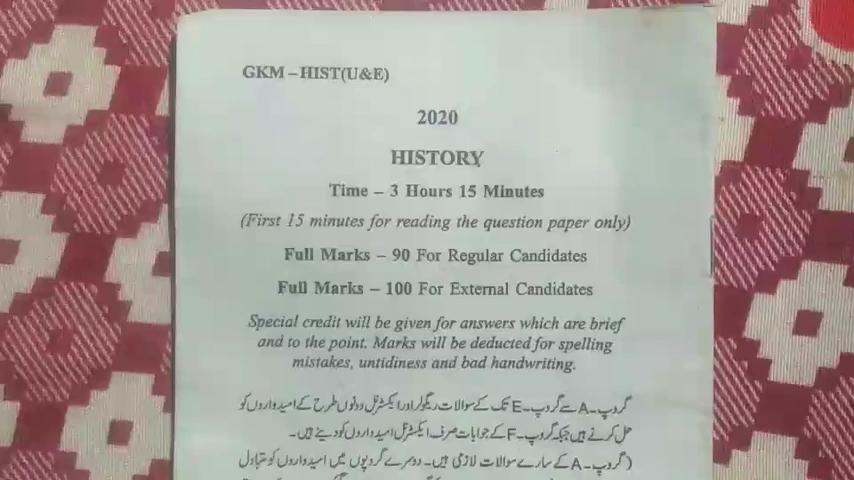 GKM – HIST(U&E)
2020
HISTORY
Time – 3 Hours 15 Minutes
(First 15 minutes for reading the question paper only)
Full Marks – 90 For Regular Candidates
Full Marks – 100 For External Candidates
Special credit will be given for answers which are brief
and to the point. Marks will be deducted for spelling
mistakes, untidiness and bad handwriting.
گروپ۔A سے گروپ۔E تک کے سوالات ریگولر اور ایکسٹرنل دونوں طرح کے امیدواروں کو
حل کرنے ہیں جبکہ گروپ۔F کے جوابات صرف ایکسٹرنل امیدواروں کو دینے ہیں۔
(گروپ۔A کے سارے سوالات لازمی ہیں۔ دوسرے گروپوں میں امیدواروں کو متبادل